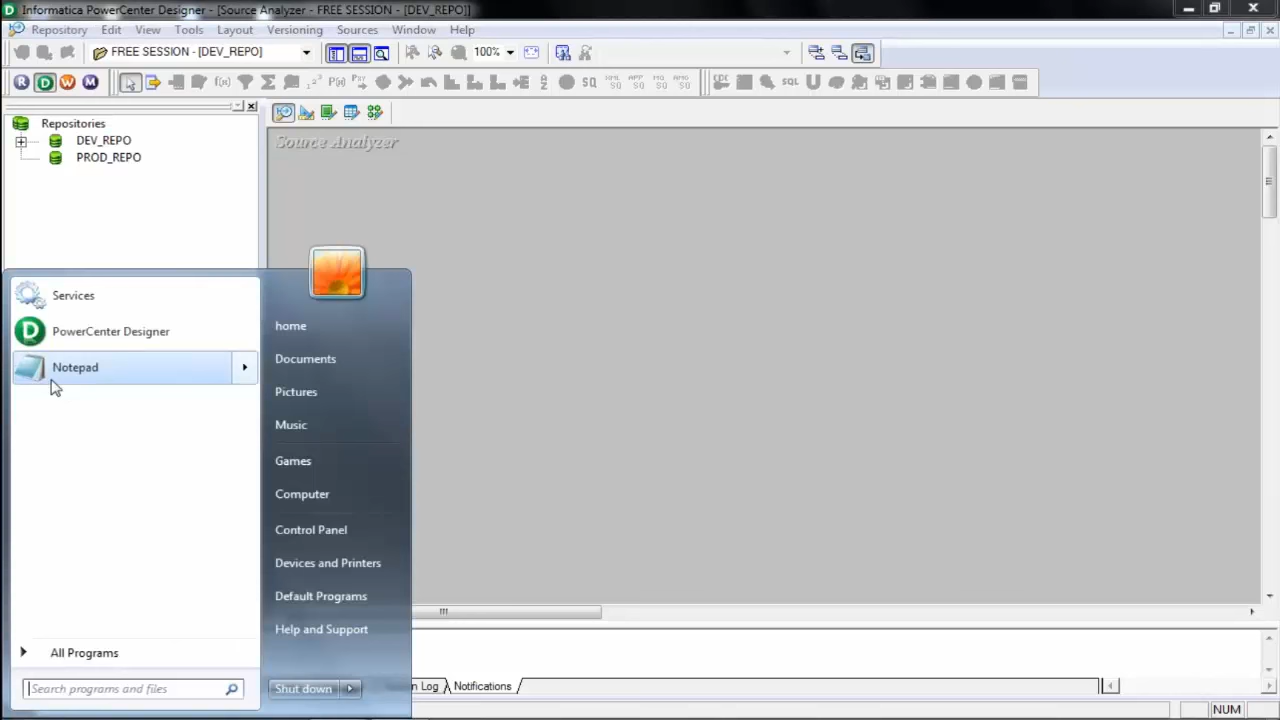 Informatica PowerCenter Designer - [Source Analyzer - FREE SESSION - [DEV_REPO]]
Repository Edit View Tools Layout Versioning Sources Window Help
FREE SESSION - [DEV_REPO] 100%
R D W M f(x) P(x) SQ SQL
Repositories
DEV_REPO
PROD_REPO
Source Analyzer
Services
PowerCenter Designer
Notepad
All Programs
Search programs and files
home
Documents
Pictures
Music
Games
Computer
Control Panel
Devices and Printers
Default Programs
Help and Support
Shut down
n Log Notifications
NUM